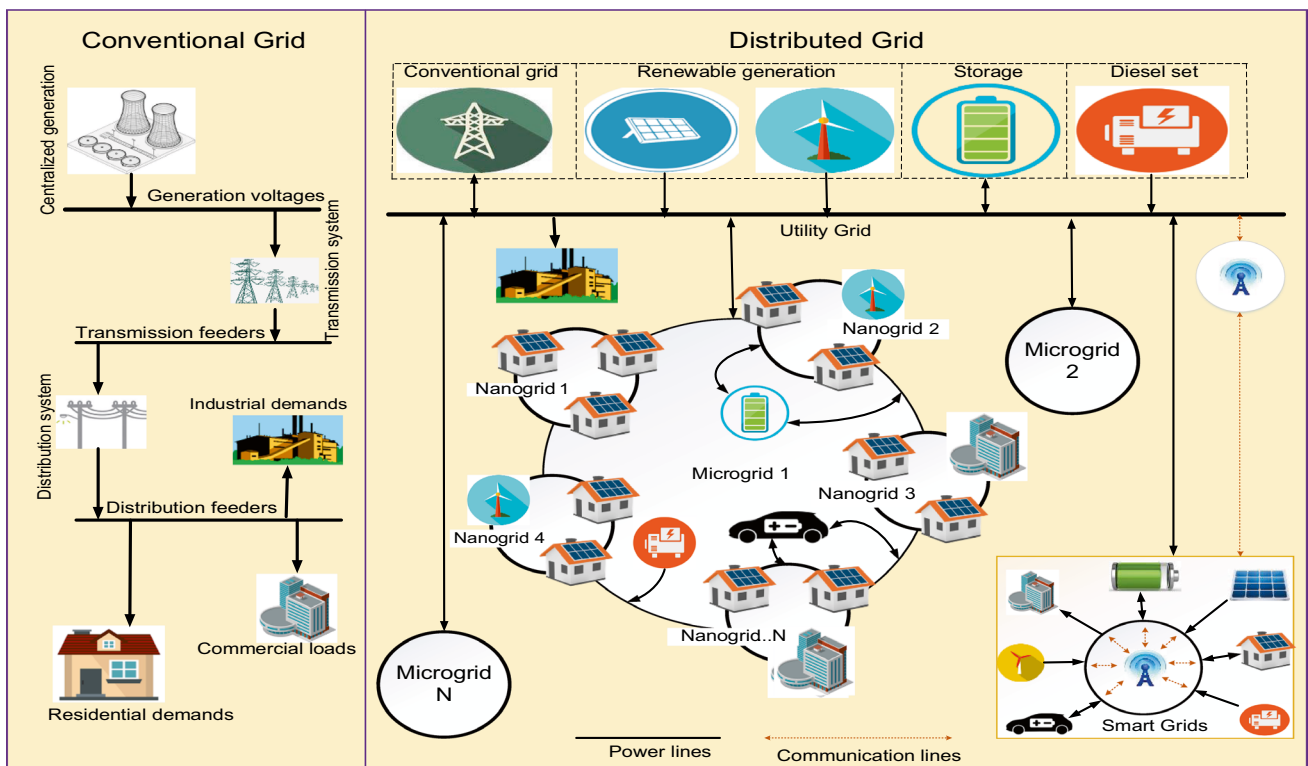 Conventional Grid
Centralized generation
Generation voltages
Transmission system
Transmission feeders
Distribution system
Industrial demands
Distribution feeders
Commercial loads
Residential demands
Distributed Grid
Conventional grid
Renewable generation
Storage
Diesel set
Utility Grid
Nanogrid 2
Nanogrid 1
Microgrid
2
Microgrid 1
Nanogrid 3
Nanogrid 4
Nanogrid..N
Microgrid
N
Smart Grids
Power lines
Communication lines